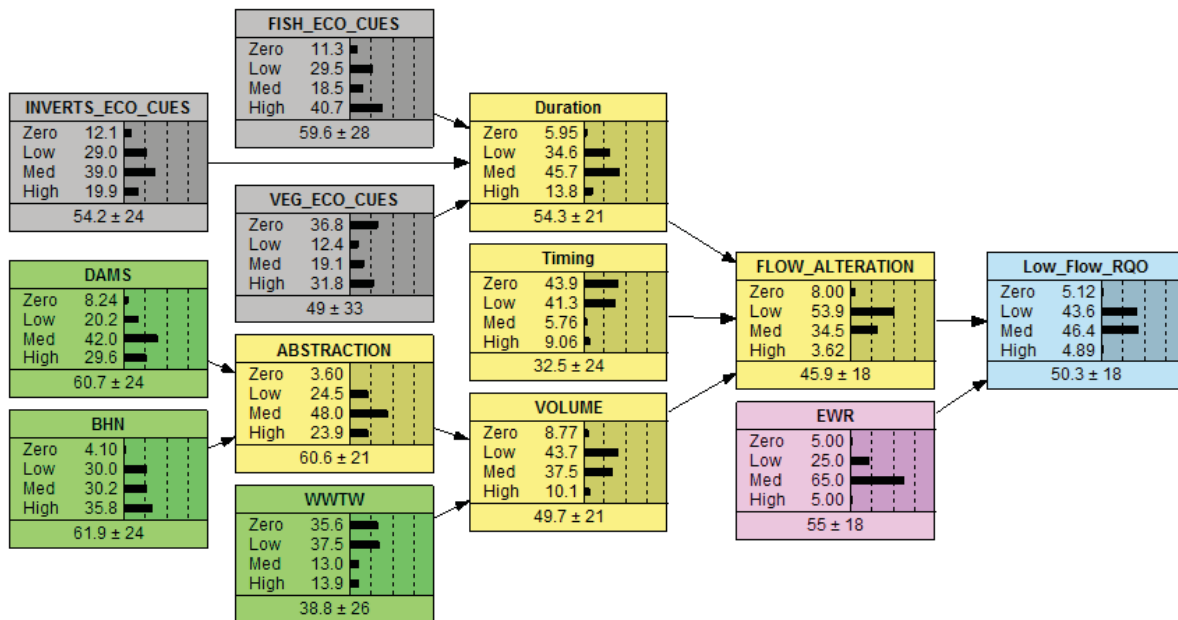 FISH_ECO_CUES
Zero 11.3
Low 29.5
Med 18.5
High 40.7
59.6 ± 28
INVERTS_ECO_CUES
Zero 12.1
Low 29.0
Med 39.0
High 19.9
54.2 ± 24
Duration
Zero 5.95
Low 34.6
Med 45.7
High 13.8
54.3 ± 21
VEG_ECO_CUES
Zero 36.8
Low 12.4
Med 19.1
High 31.8
49 ± 33
DAMS
Zero 8.24
Low 20.2
Med 42.0
High 29.6
60.7 ± 24
Timing
Zero 43.9
Low 41.3
Med 5.76
High 9.06
32.5 ± 24
FLOW_ALTERATION
Zero 8.00
Low 53.9
Med 34.5
High 3.62
45.9 ± 18
Low_Flow_RQO
Zero 5.12
Low 43.6
Med 46.4
High 4.89
50.3 ± 18
ABSTRACTION
Zero 3.60
Low 24.5
Med 48.0
High 23.9
60.6 ± 21
BHN
Zero 4.10
Low 30.0
Med 30.2
High 35.8
61.9 ± 24
VOLUME
Zero 8.77
Low 43.7
Med 37.5
High 10.1
49.7 ± 21
EWR
Zero 5.00
Low 25.0
Med 65.0
High 5.00
55 ± 18
WWTW
Zero 35.6
Low 37.5
Med 13.0
High 13.9
38.8 ± 26